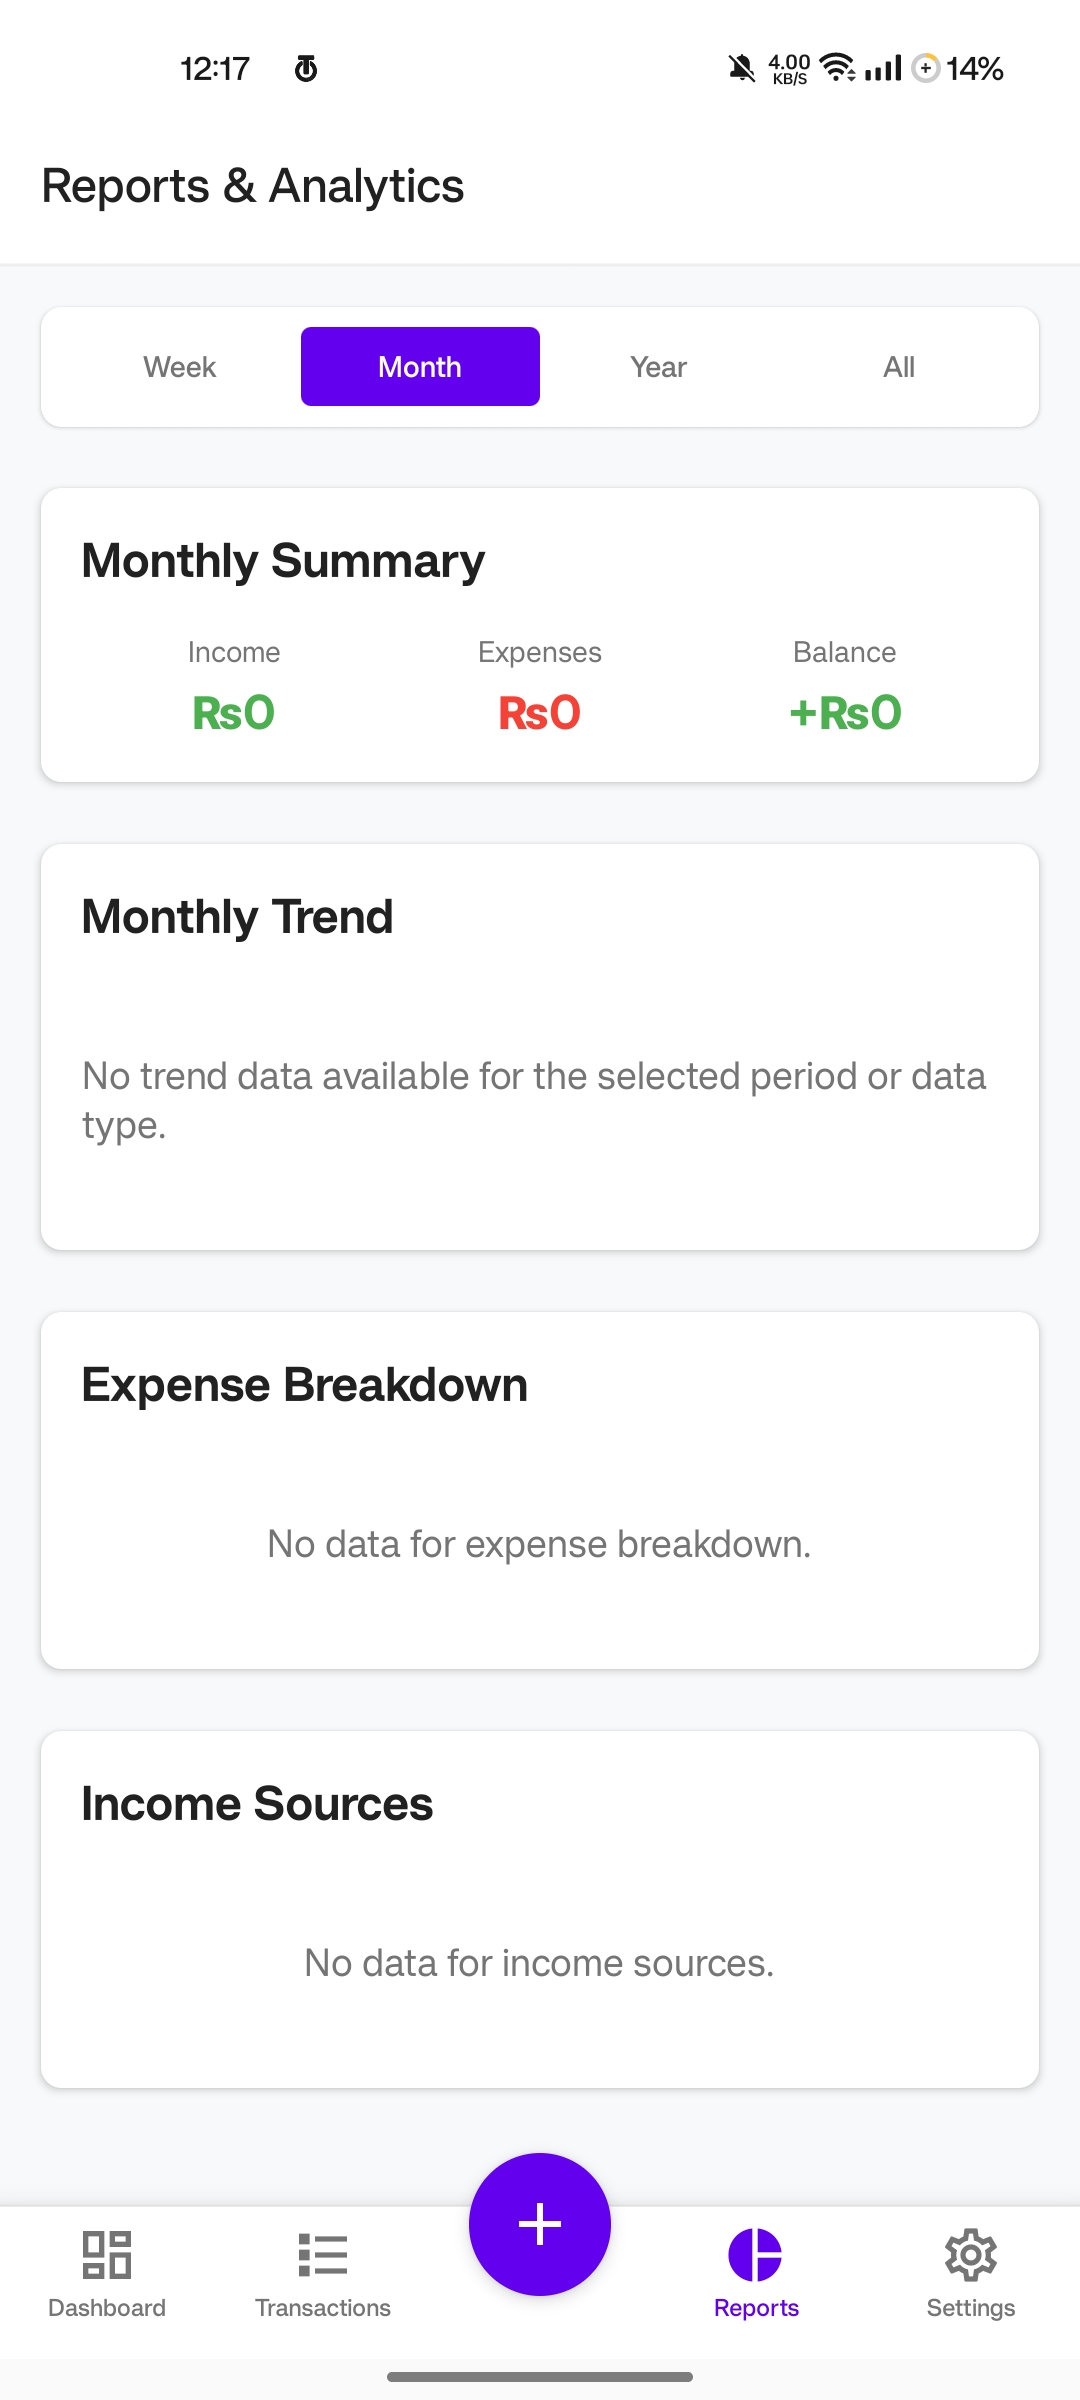 12:17
4.00
KB/S
14%
Reports & Analytics
Week
Month
Year
All
Monthly Summary
Income
Expenses
Balance
Rs0
Rs0
+Rs0
Monthly Trend
No trend data available for the selected period or data
type.
Expense Breakdown
No data for expense breakdown.
Income Sources
No data for income sources.
Dashboard
Transactions
Reports
Settings